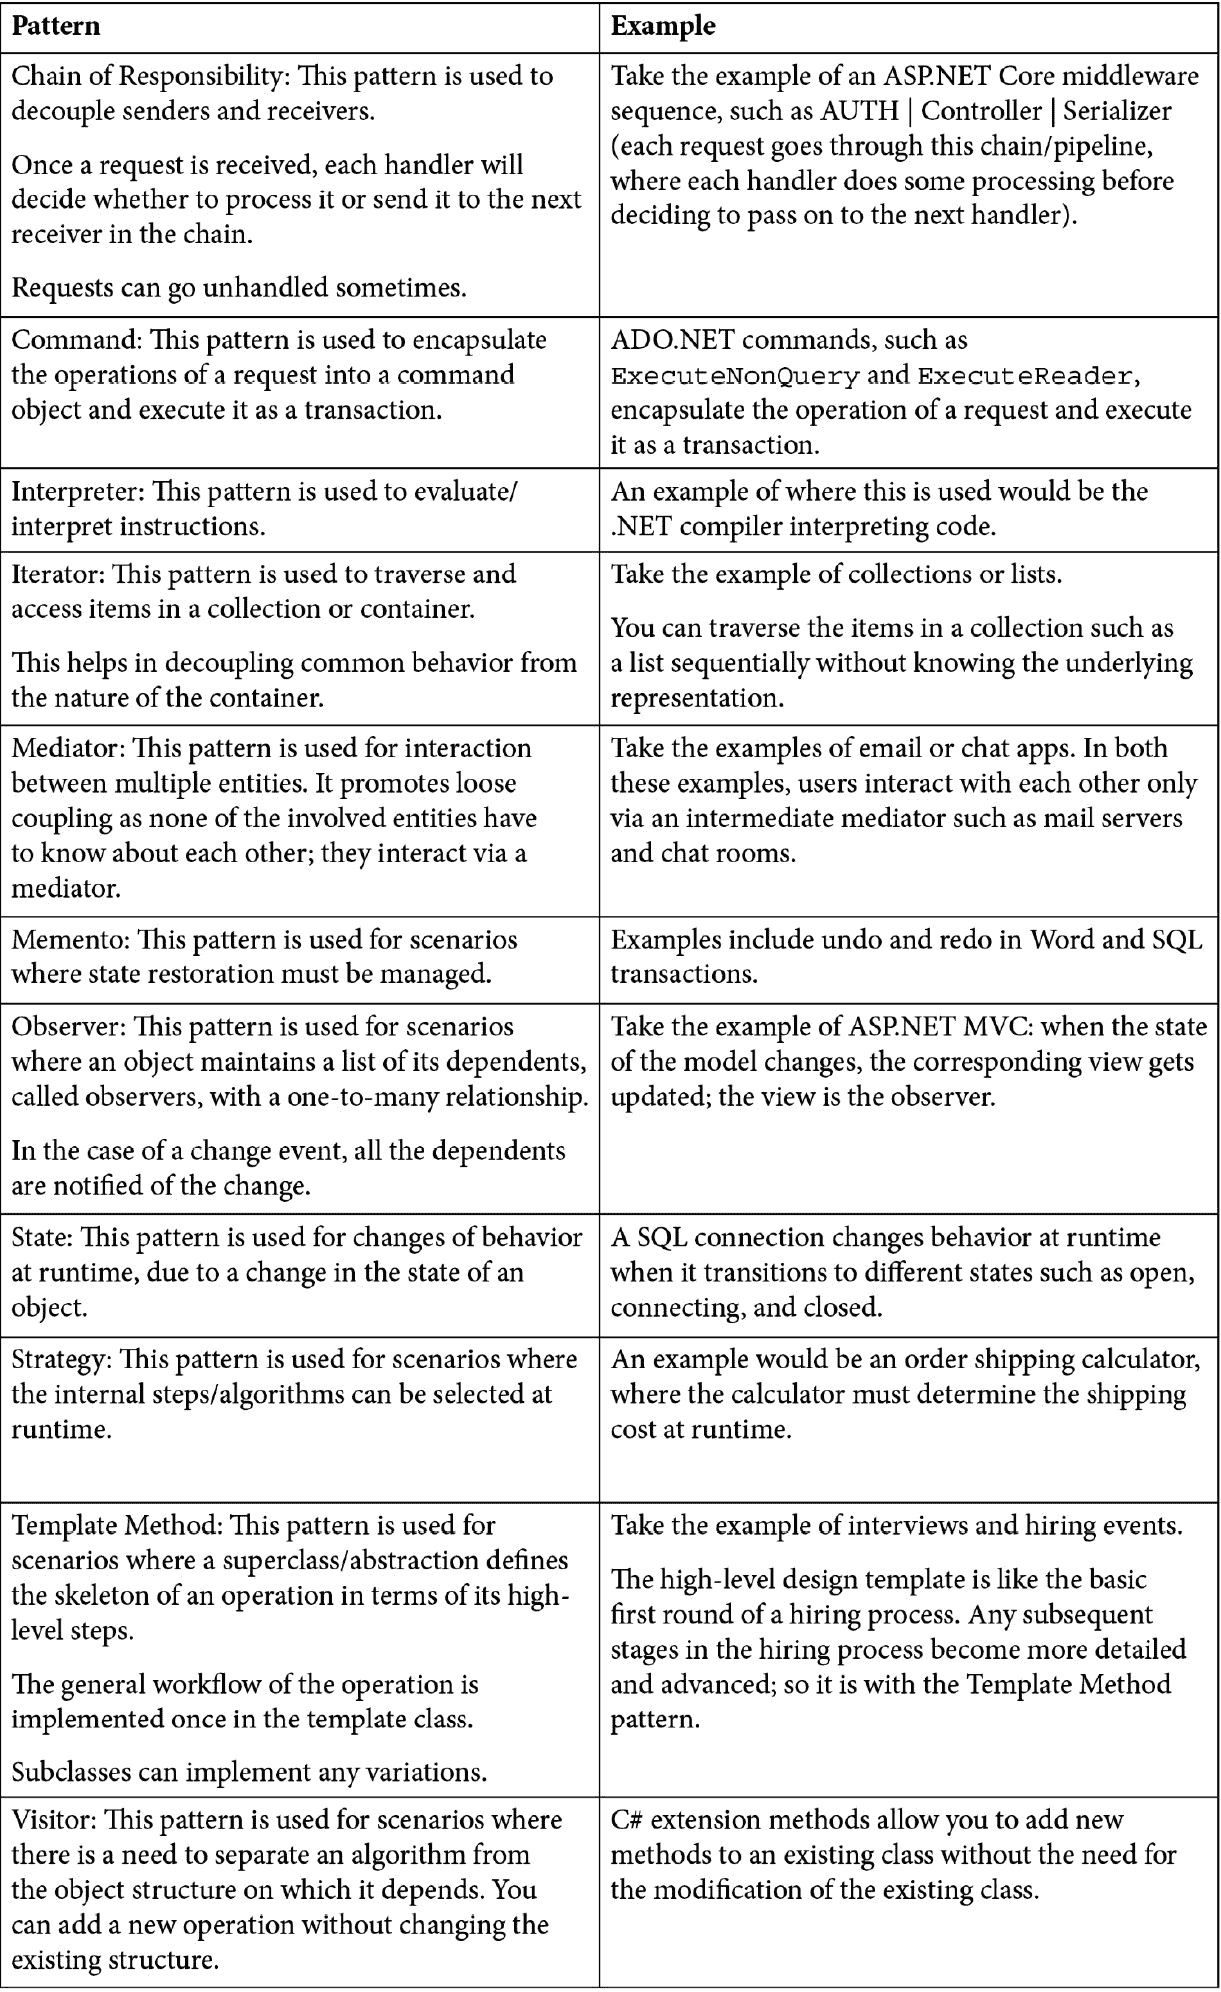 Pattern
Example
Chain of Responsibility: This pattern is used to
decouple senders and receivers.
Once a request is received, each handler will
decide whether to process it or send it to the next
receiver in the chain.
Requests can go unhandled sometimes.
Take the example of an ASP.NET Core middleware
sequence, such as AUTH | Controller | Serializer
(each request goes through this chain/pipeline,
where each handler does some processing before
deciding to pass on to the next handler).
Command: This pattern is used to encapsulate
the operations of a request into a command
object and execute it as a transaction.
ADO.NET commands, such as
ExecuteNonQuery and ExecuteReader,
encapsulate the operation of a request and execute
it as a transaction.
Interpreter: This pattern is used to evaluate/
interpret instructions.
An example of where this is used would be the
.NET compiler interpreting code.
Iterator: This pattern is used to traverse and
access items in a collection or container.
This helps in decoupling common behavior from
the nature of the container.
Take the example of collections or lists.
You can traverse the items in a collection such as
a list sequentially without knowing the underlying
representation.
Mediator: This pattern is used for interaction
between multiple entities. It promotes loose
coupling as none of the involved entities have
to know about each other; they interact via a
mediator.
Take the examples of email or chat apps. In both
these examples, users interact with each other only
via an intermediate mediator such as mail servers
and chat rooms.
Memento: This pattern is used for scenarios
where state restoration must be managed.
Examples include undo and redo in Word and SQL
transactions.
Observer: This pattern is used for scenarios
where an object maintains a list of its dependents,
called observers, with a one-to-many relationship.
In the case of a change event, all the dependents
are notified of the change.
Take the example of ASP.NET MVC: when the state
of the model changes, the corresponding view gets
updated; the view is the observer.
State: This pattern is used for changes of behavior
at runtime, due to a change in the state of an
object.
A SQL connection changes behavior at runtime
when it transitions to different states such as open,
connecting, and closed.
Strategy: This pattern is used for scenarios where
the internal steps/algorithms can be selected at
runtime.
An example would be an order shipping calculator,
where the calculator must determine the shipping
cost at runtime.
Template Method: This pattern is used for
scenarios where a superclass/abstraction defines
the skeleton of an operation in terms of its high-
level steps.
The general workflow of the operation is
implemented once in the template class.
Subclasses can implement any variations.
Take the example of interviews and hiring events.
The high-level design template is like the basic
first round of a hiring process. Any subsequent
stages in the hiring process become more detailed
and advanced; so it is with the Template Method
pattern.
Visitor: This pattern is used for scenarios where
there is a need to separate an algorithm from
the object structure on which it depends. You
can add a new operation without changing the
existing structure.
C# extension methods allow you to add new
methods to an existing class without the need for
the modification of the existing class.